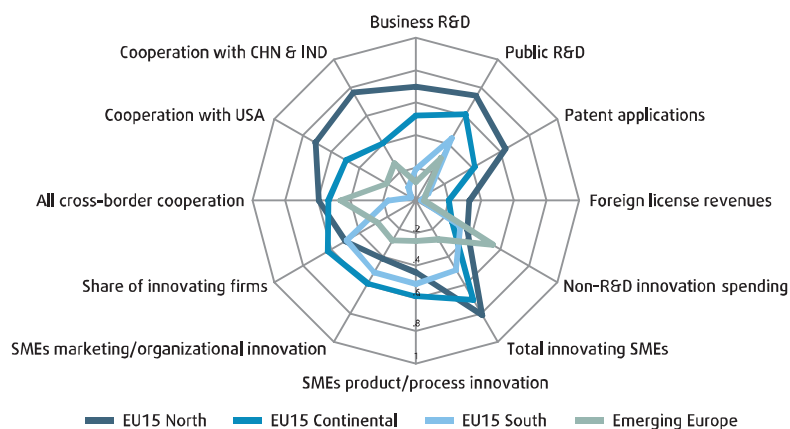 Business R&D
Cooperation with CHN & IND
Public R&D
Cooperation with USA
Patent applications
All cross-border cooperation
Foreign license revenues
.2
.4
.6
.8
1
Share of innovating firms
Non-R&D innovation spending
SMEs marketing/organizational innovation
Total innovating SMEs
SMEs product/process innovation
EU15 North
EU15 Continental
EU15 South
Emerging Europe